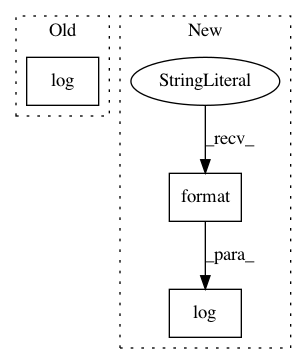 Old
New
log
StringLiteral
_recv_
format
_para_
log